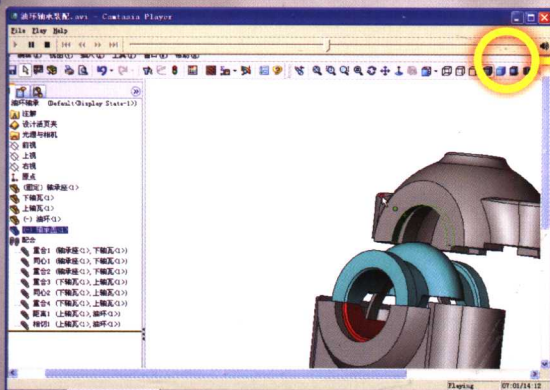 油环轴承装配.avi - Camtasia Player
File Play Help
油环轴承 (Default<Display State-1>)
注解
设计活页夹
光源与相机
前视
上视
右视
原点
(固定) 轴承座<1>
下轴瓦<1>
上轴瓦<1>
(-) 油环<1>
配合
重合1 (轴承座<1>,下轴瓦<1>)
同心1 (轴承座<1>,下轴瓦<1>)
重合2 (轴承座<1>,下轴瓦<1>)
重合3 (下轴瓦<1>,上轴瓦<1>)
同心2 (下轴瓦<1>,上轴瓦<1>)
重合4 (下轴瓦<1>,上轴瓦<1>)
距离1 (上轴瓦<1>,油环<1>)
相切1 (上轴瓦<1>,油环<1>)
Playing 07:01/14:12